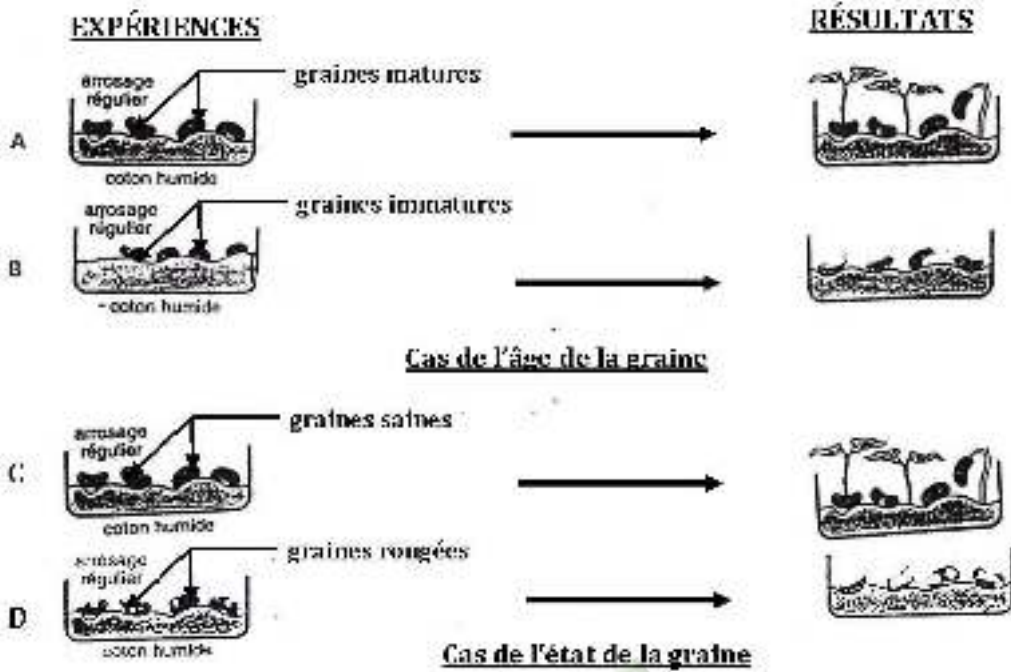 EXPÉRIENCES
RÉSULTATS
arrosage
régulier
graines matures
A
coton humide
arrosage
régulier
graines immatures
B
coton humide
Cas de l'âge de la graine
arrosage
régulier
graines saines
C
coton humide
arrosage
régulier
graines rongées
D
coton humide
Cas de l'état de la graine